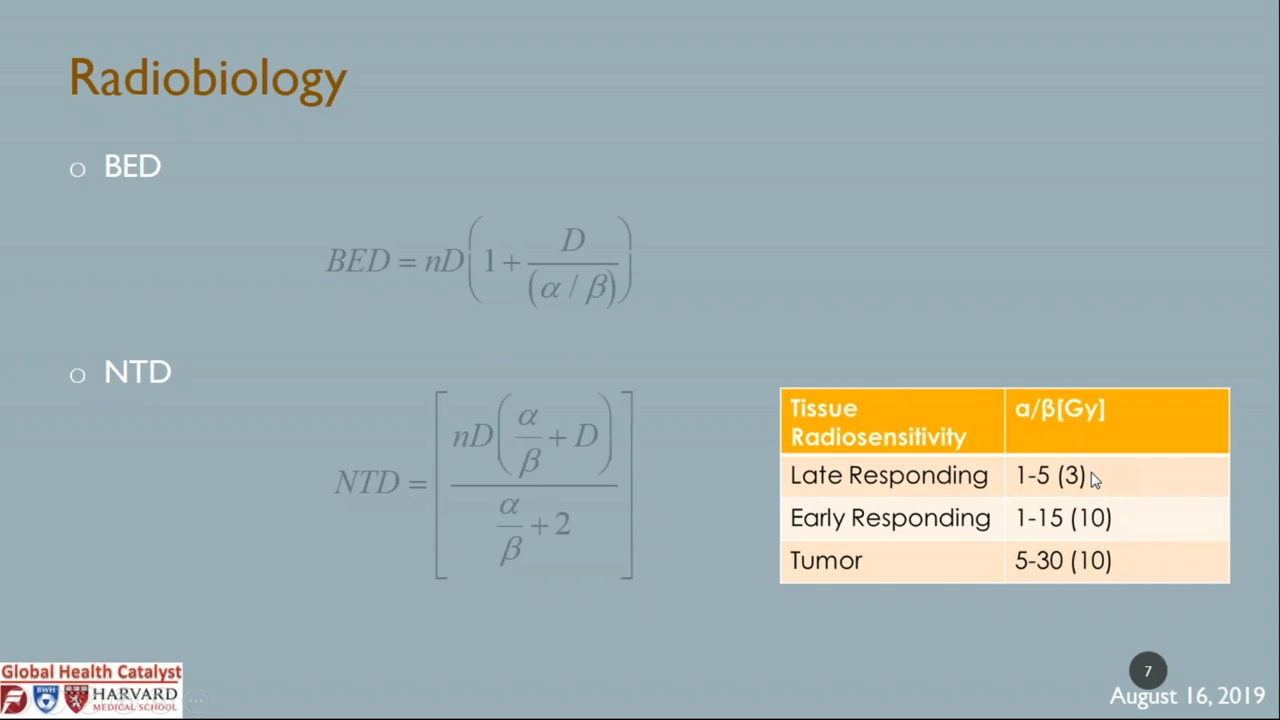 Radiobiology
o BED
BED = nD(1 + D / (α / β))
o NTD
NTD = [nD(α/β + D) / (α/β + 2)]
Tissue Radiosensitivity α/β[Gy]
Late Responding 1-5 (3)
Early Responding 1-15 (10)
Tumor 5-30 (10)
Global Health Catalyst
BWH
HARVARD
MEDICAL SCHOOL
7
August 16, 2019